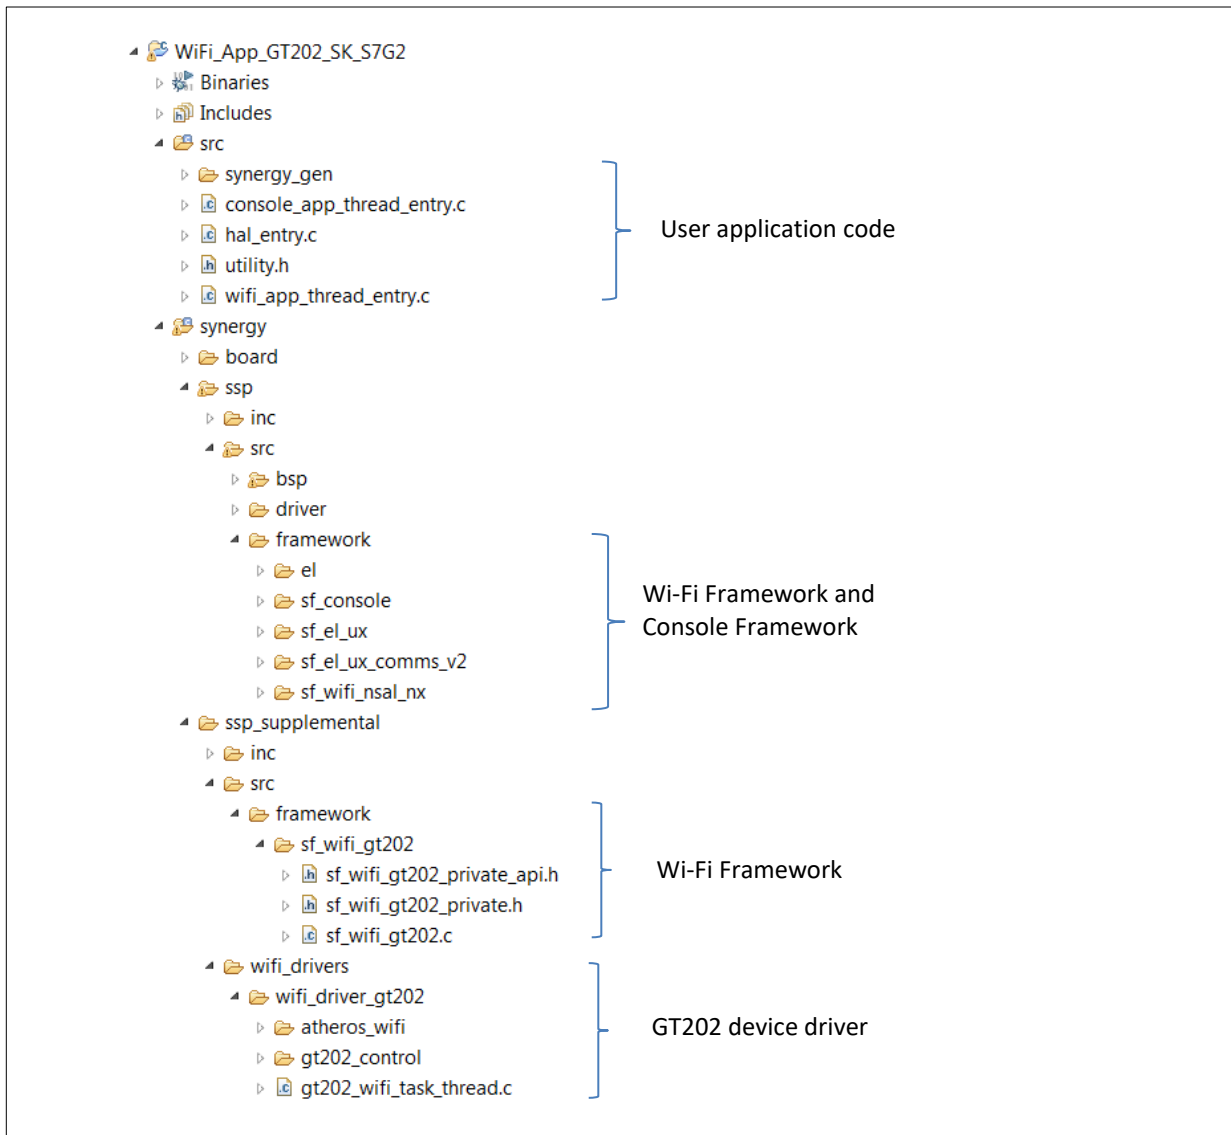 WiFi_App_GT202_SK_S7G2
Binaries
Includes
src
synergy_gen
console_app_thread_entry.c
hal_entry.c
utility.h
wifi_app_thread_entry.c
User application code
synergy
board
ssp
inc
src
bsp
driver
framework
el
sf_console
sf_el_ux
sf_el_ux_comms_v2
sf_wifi_nsal_nx
Wi-Fi Framework and
Console Framework
ssp_supplemental
inc
src
framework
sf_wifi_gt202
sf_wifi_gt202_private_api.h
sf_wifi_gt202_private.h
sf_wifi_gt202.c
Wi-Fi Framework
wifi_drivers
wifi_driver_gt202
atheros_wifi
gt202_control
gt202_wifi_task_thread.c
GT202 device driver